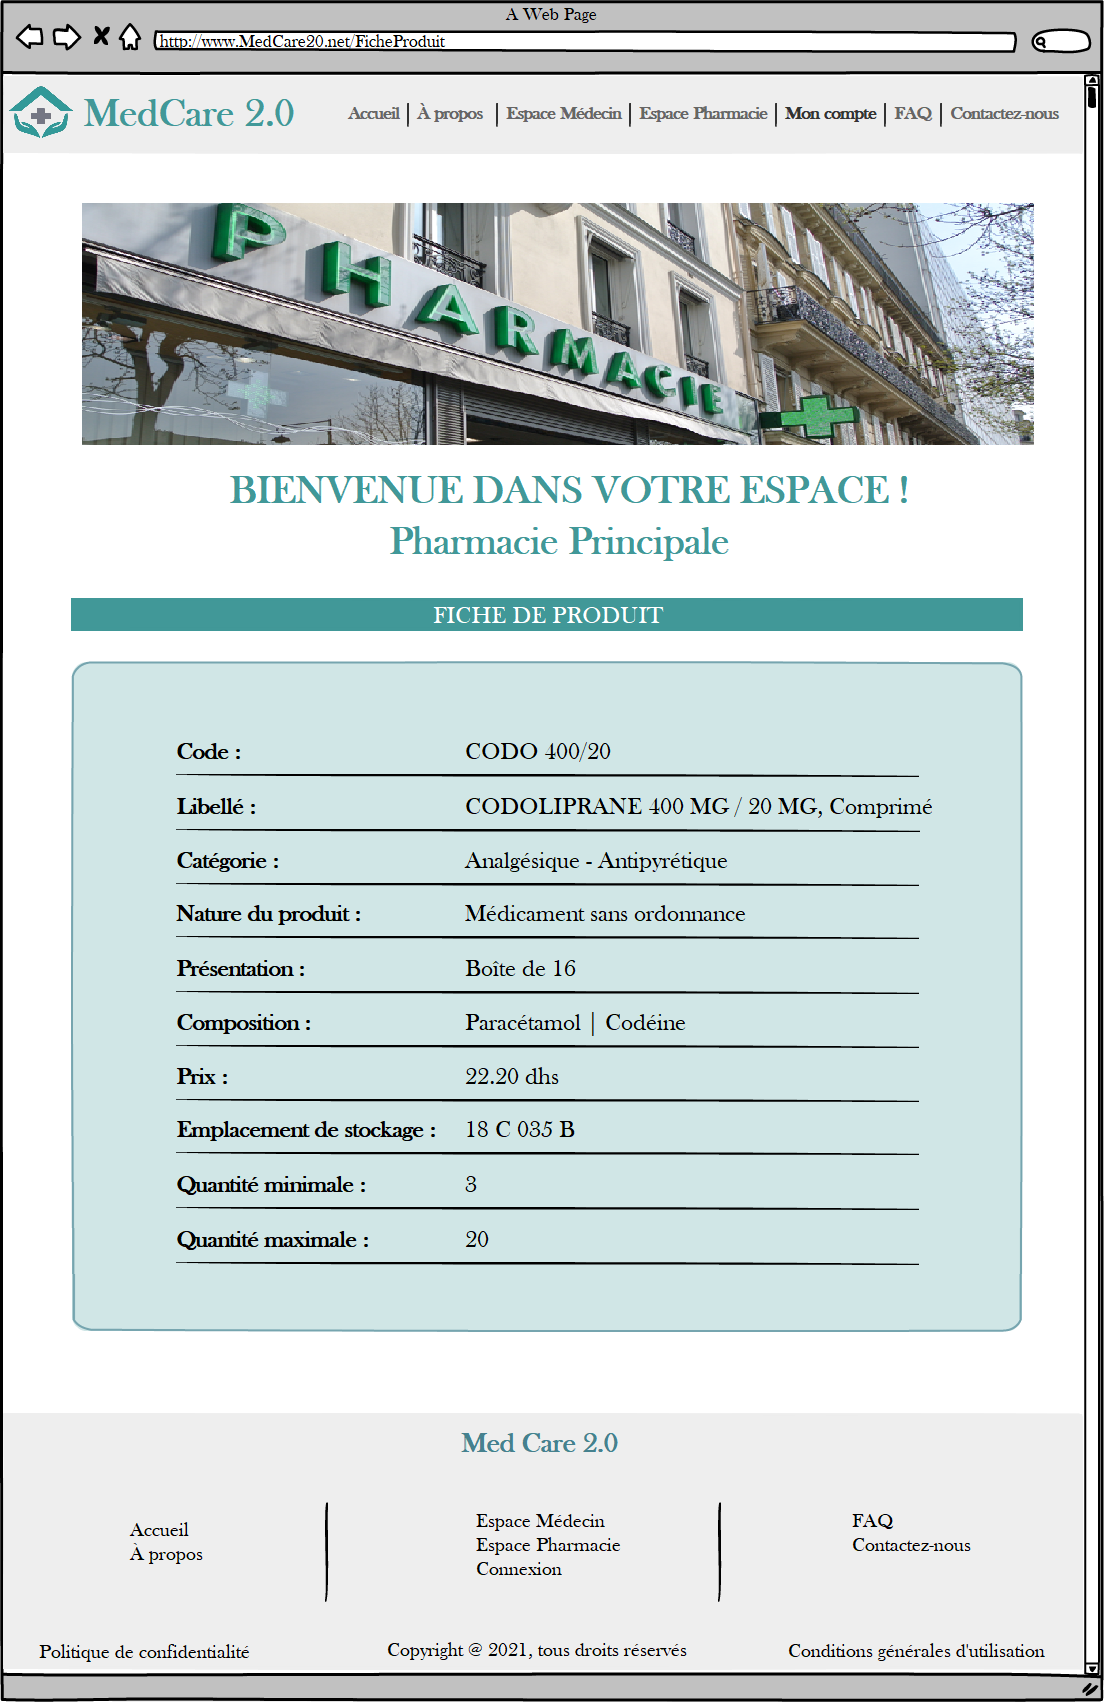 A Web Page
http://www.MedCare20.net/FicheProduit
MedCare 2.0
Accueil | À propos | Espace Médecin | Espace Pharmacie | Mon compte | FAQ | Contactez-nous
PHARMACIE
BIENVENUE DANS VOTRE ESPACE !
Pharmacie Principale
FICHE DE PRODUIT
Code : CODO 400/20
Libellé : CODOLIPRANE 400 MG / 20 MG, Comprimé
Catégorie : Analgésique - Antipyrétique
Nature du produit : Médicament sans ordonnance
Présentation : Boîte de 16
Composition : Paracétamol | Codéine
Prix : 22.20 dhs
Emplacement de stockage : 18 C 035 B
Quantité minimale : 3
Quantité maximale : 20
Med Care 2.0
Accueil
À propos
Espace Médecin
Espace Pharmacie
Connexion
FAQ
Contactez-nous
Politique de confidentialité
Copyright @ 2021, tous droits réservés
Conditions générales d'utilisation